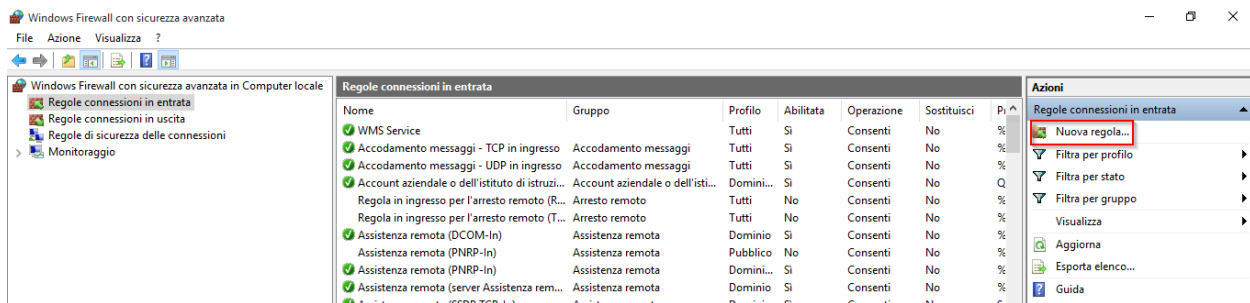 Windows Firewall con sicurezza avanzata
File Azione Visualizza ?
Windows Firewall con sicurezza avanzata in Computer locale
Regole connessioni in entrata
Regole connessioni in uscita
Regole di sicurezza delle connessioni
Monitoraggio
Regole connessioni in entrata
Nome Gruppo Profilo Abilitata Operazione Sostituisci
WMS Service Tutti Sì Consenti No %
Accodamento messaggi - TCP in ingresso Accodamento messaggi Tutti Sì Consenti No %
Accodamento messaggi - UDP in ingresso Accodamento messaggi Tutti Sì Consenti No %
Account aziendale o dell'istituto di istruzi... Account aziendale o dell'isti... Domini... Sì Consenti No
Regola in ingresso per l'arresto remoto (R... Arresto remoto Tutti No Consenti No %
Regola in ingresso per l'arresto remoto (T... Arresto remoto Tutti No Consenti No %
Assistenza remota (DCOM-In) Assistenza remota Dominio Sì Consenti No %
Assistenza remota (PNRP-In) Assistenza remota Pubblico No Consenti No %
Assistenza remota (PNRP-In) Assistenza remota Domini... Sì Consenti No %
Assistenza remota (server Assistenza rem... Assistenza remota Dominio Sì Consenti No %
Azioni
Regole connessioni in entrata
Nuova regola...
Filtra per profilo
Filtra per stato
Filtra per gruppo
Visualizza
Aggiorna
Esporta elenco...
Guida